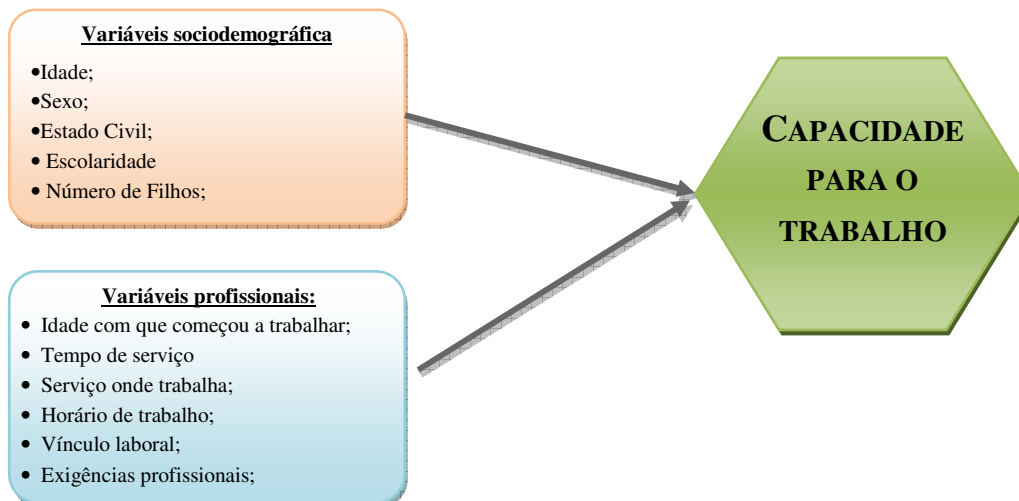 Variáveis sociodemográfica
•Idade;
•Sexo;
•Estado Civil;
• Escolaridade
• Número de Filhos;
Variáveis profissionais:
• Idade com que começou a trabalhar;
• Tempo de serviço
• Serviço onde trabalha;
• Horário de trabalho;
• Vínculo laboral;
• Exigências profissionais;
CAPACIDADE
PARA O
TRABALHO